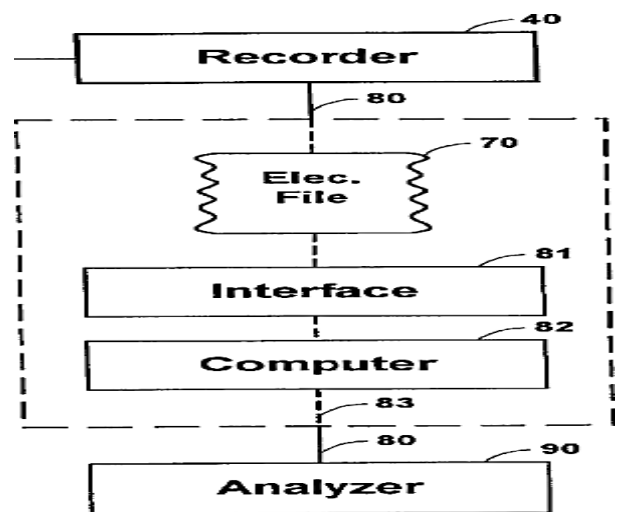 40
Recorder
80
70
Elec.
File
81
Interface
82
Computer
83
80
90
Analyzer